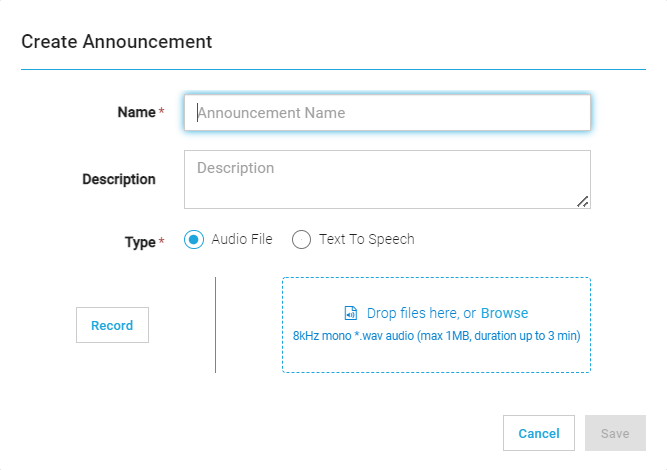 Create Announcement
Name *
Announcement Name
Description
Description
Type * Audio File Text To Speech
Record
Drop files here, or Browse
8kHz mono *.wav audio (max 1MB, duration up to 3 min)
Cancel Save